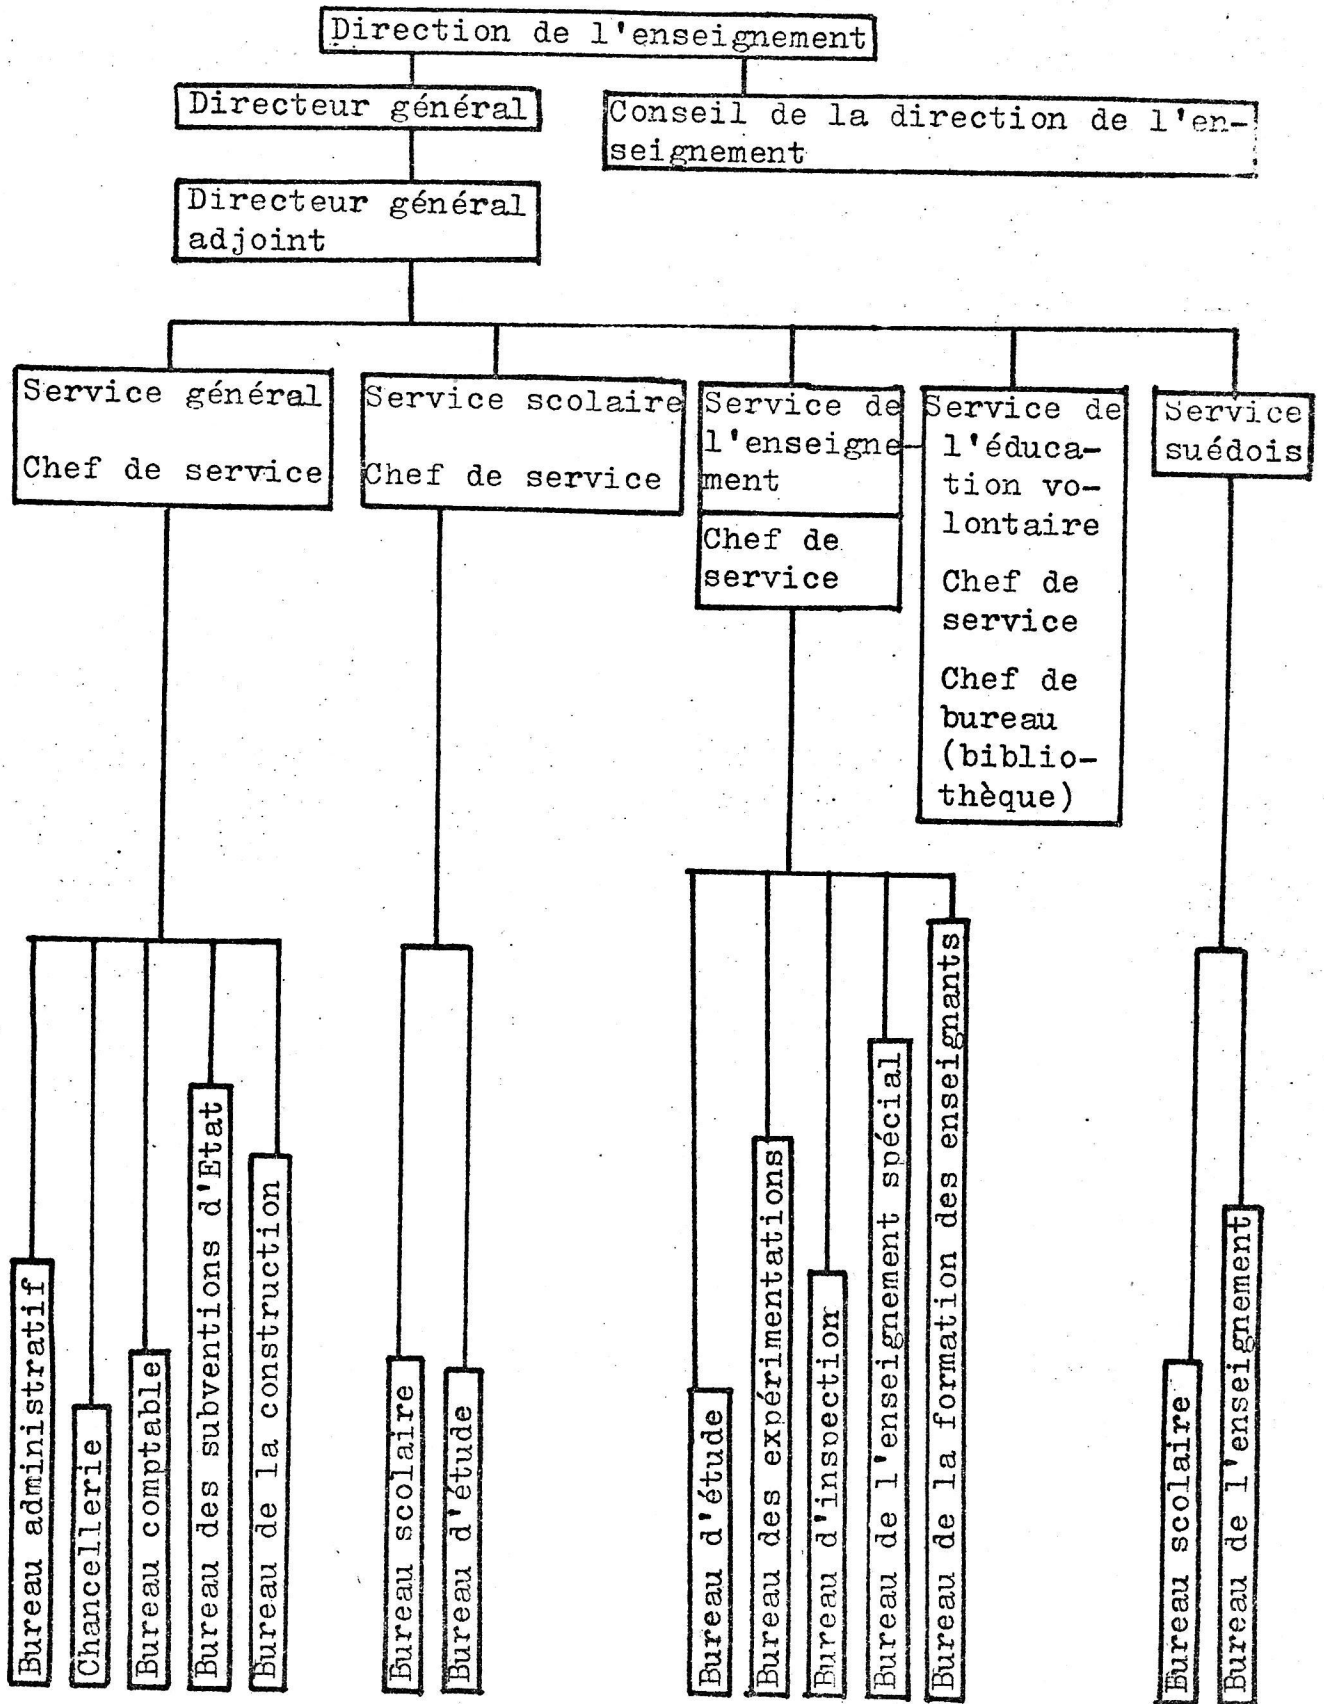 Direction de l'enseignement
Directeur général
Conseil de la direction de l'en-
seignement
Directeur général
adjoint
Service général
Chef de service
Service scolaire
Chef de service
Service de
l'enseigne-
ment
Chef de
service
Service de
l'éduca-
tion vo-
lontaire
Chef de
service
Chef de
bureau
(biblio-
thèque)
Service
suédois
Bureau administratif
Chancellerie
Bureau comptable
Bureau des subventions d'Etat
Bureau de la construction
Bureau scolaire
Bureau d'étude
Bureau d'étude
Bureau des expérimentations
Bureau d'inspection
Bureau de l'enseignement spécial
Bureau de la formation des enseignants
Bureau scolaire
Bureau de l'enseignement